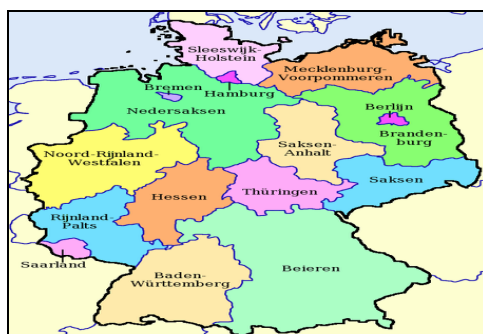 Sleeswijk-
Holstein
Mecklenburg-
Voorpommeren
Bremen
Hamburg
Nedersaksen
Berlijn
Branden-
burg
Saksen-
Anhalt
Noord-Rijnland-
Westfalen
Hessen
Thüringen
Saksen
Rijnland-
Palts
Saarland
Baden-
Württemberg
Beieren